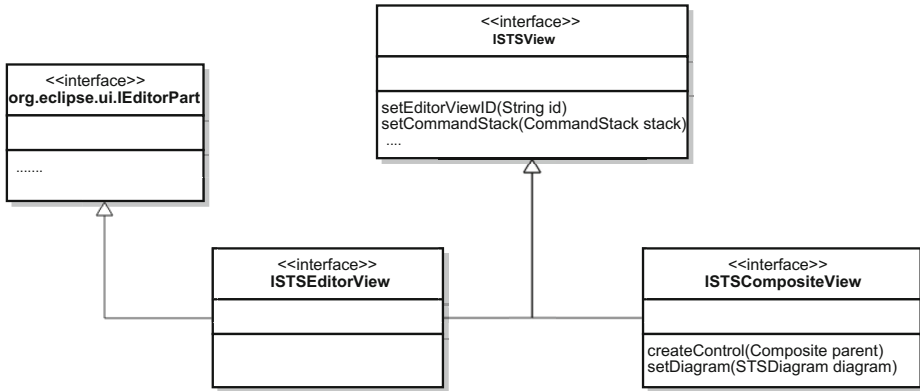 <<interface>>
ISTSView
setEditorViewID(String id)
setCommandStack(CommandStack stack)
....
<<interface>>
org.eclipse.ui.IEditorPart
.......
<<interface>>
ISTSEditorView
<<interface>>
ISTSCompositeView
createControl(Composite parent)
setDiagram(STSDiagram diagram)